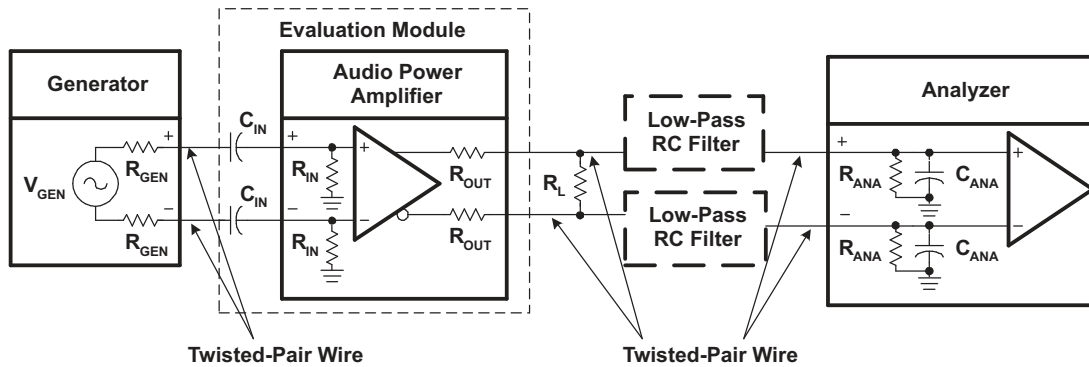 Evaluation Module
Generator
Audio Power
Amplifier
Low-Pass
RC Filter
Analyzer
C_IN
+
+
+
R_GEN
R_IN
R_OUT
R_L
V_GEN
+
+
R_ANA
C_ANA
−
C_IN
−
−
R_GEN
R_IN
R_OUT
Low-Pass
RC Filter
−
−
R_ANA
C_ANA
Twisted-Pair Wire
Twisted-Pair Wire